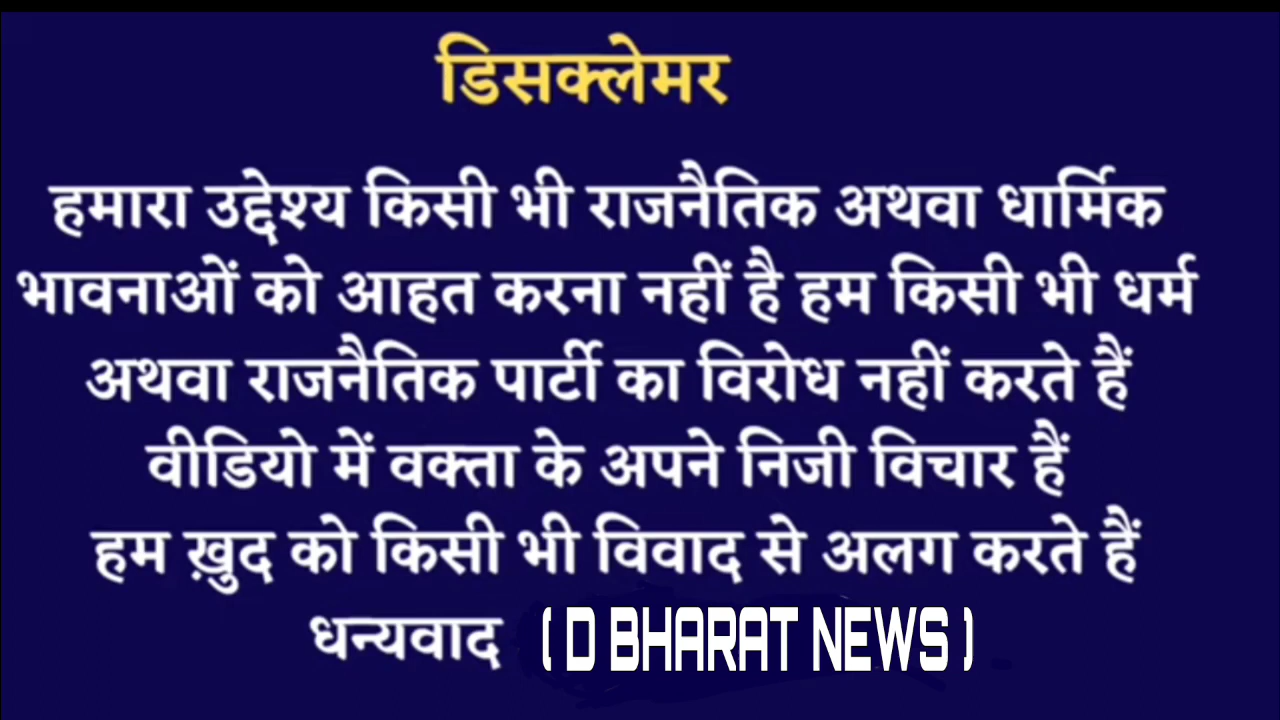 डिसक्लेमर
हमारा उद्देश्य किसी भी राजनैतिक अथवा धार्मिक
भावनाओं को आहत करना नहीं है हम किसी भी धर्म
अथवा राजनैतिक पार्टी का विरोध नहीं करते हैं
वीडियो में वक्ता के अपने निजी विचार हैं
हम ख़ुद को किसी भी विवाद से अलग करते हैं
धन्यवाद ( D BHARAT NEWS )